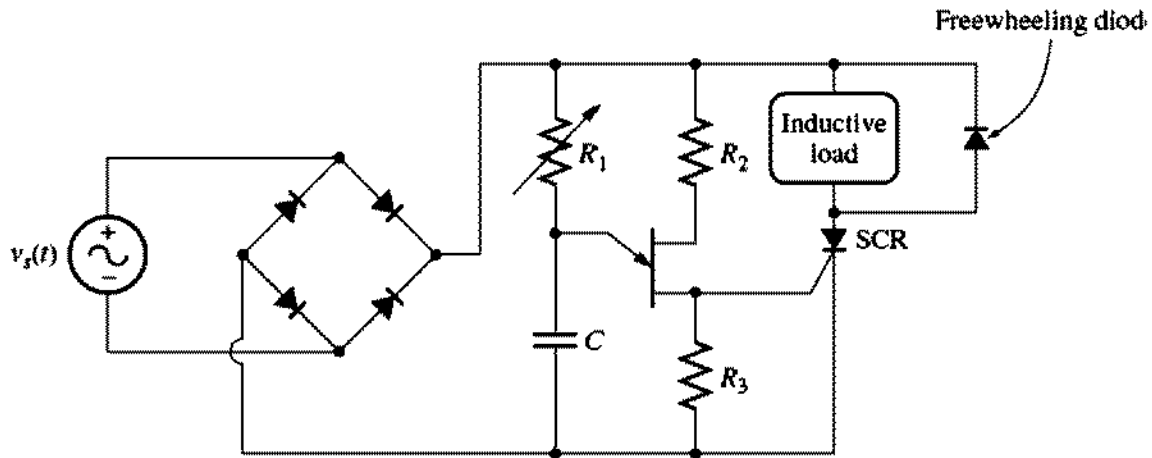 Freewheeling diod
Inductive
load
R1
R2
vs(t)
+
−
SCR
C
R3